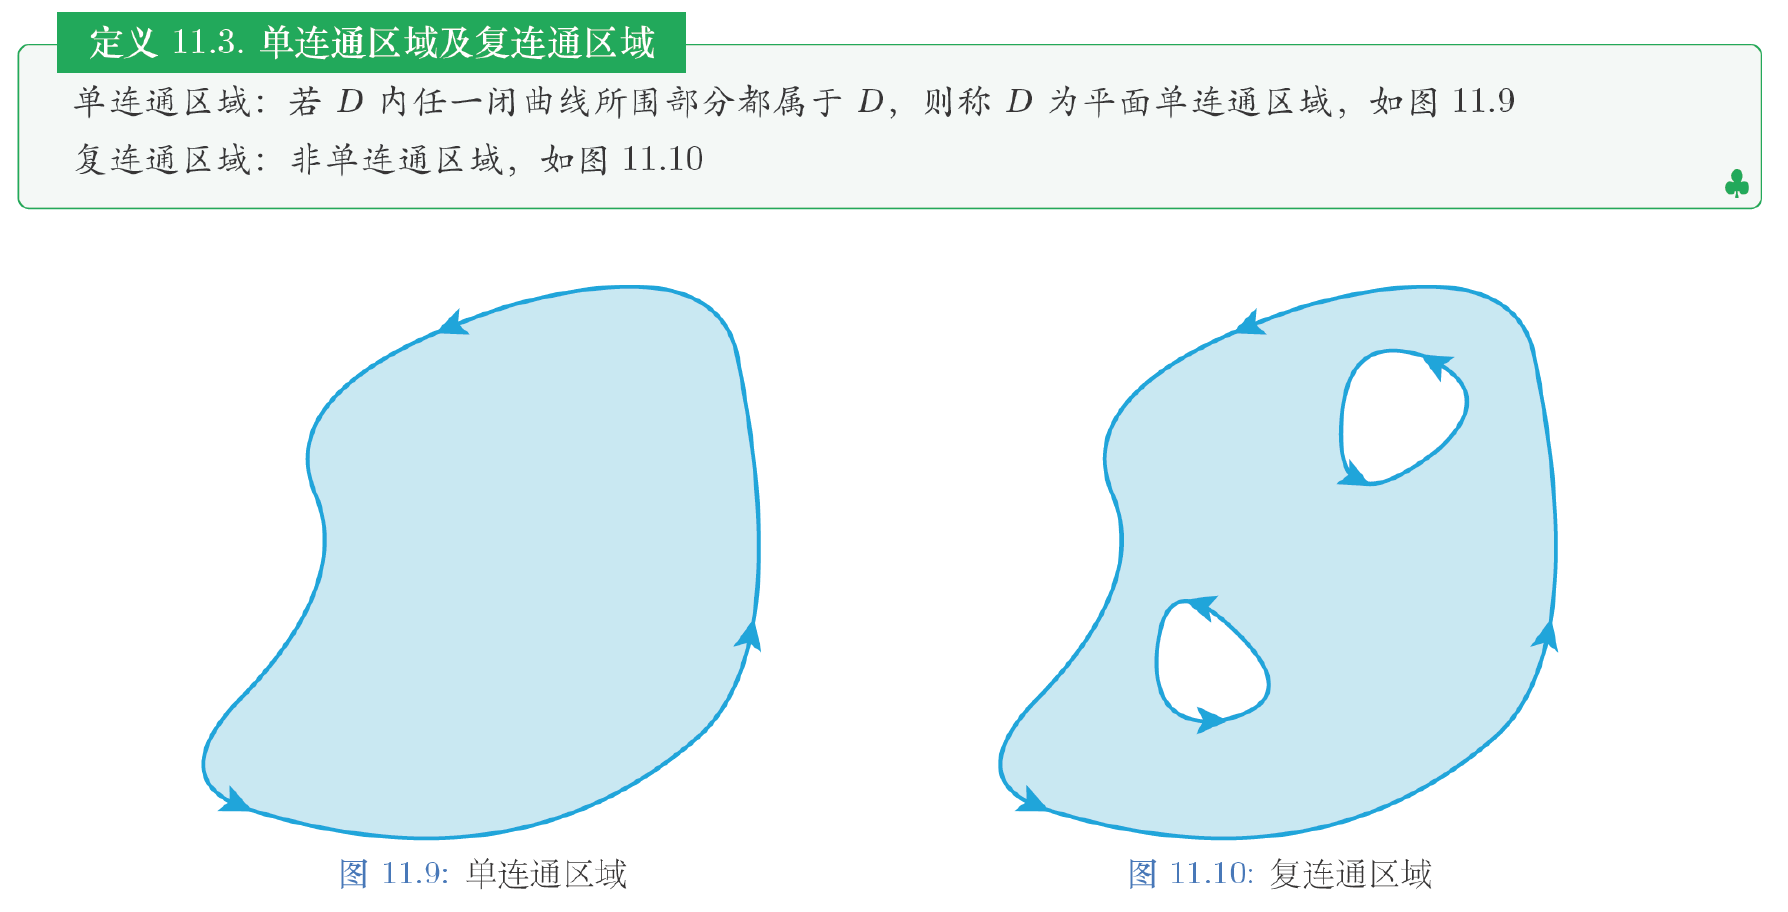 定义 11.3. 单连通区域及复连通区域
单连通区域：若 D 内任一闭曲线所围部分都属于 D，则称 D 为平面单连通区域，如图 11.9
复连通区域：非单连通区域，如图 11.10
图 11.9: 单连通区域
图 11.10: 复连通区域